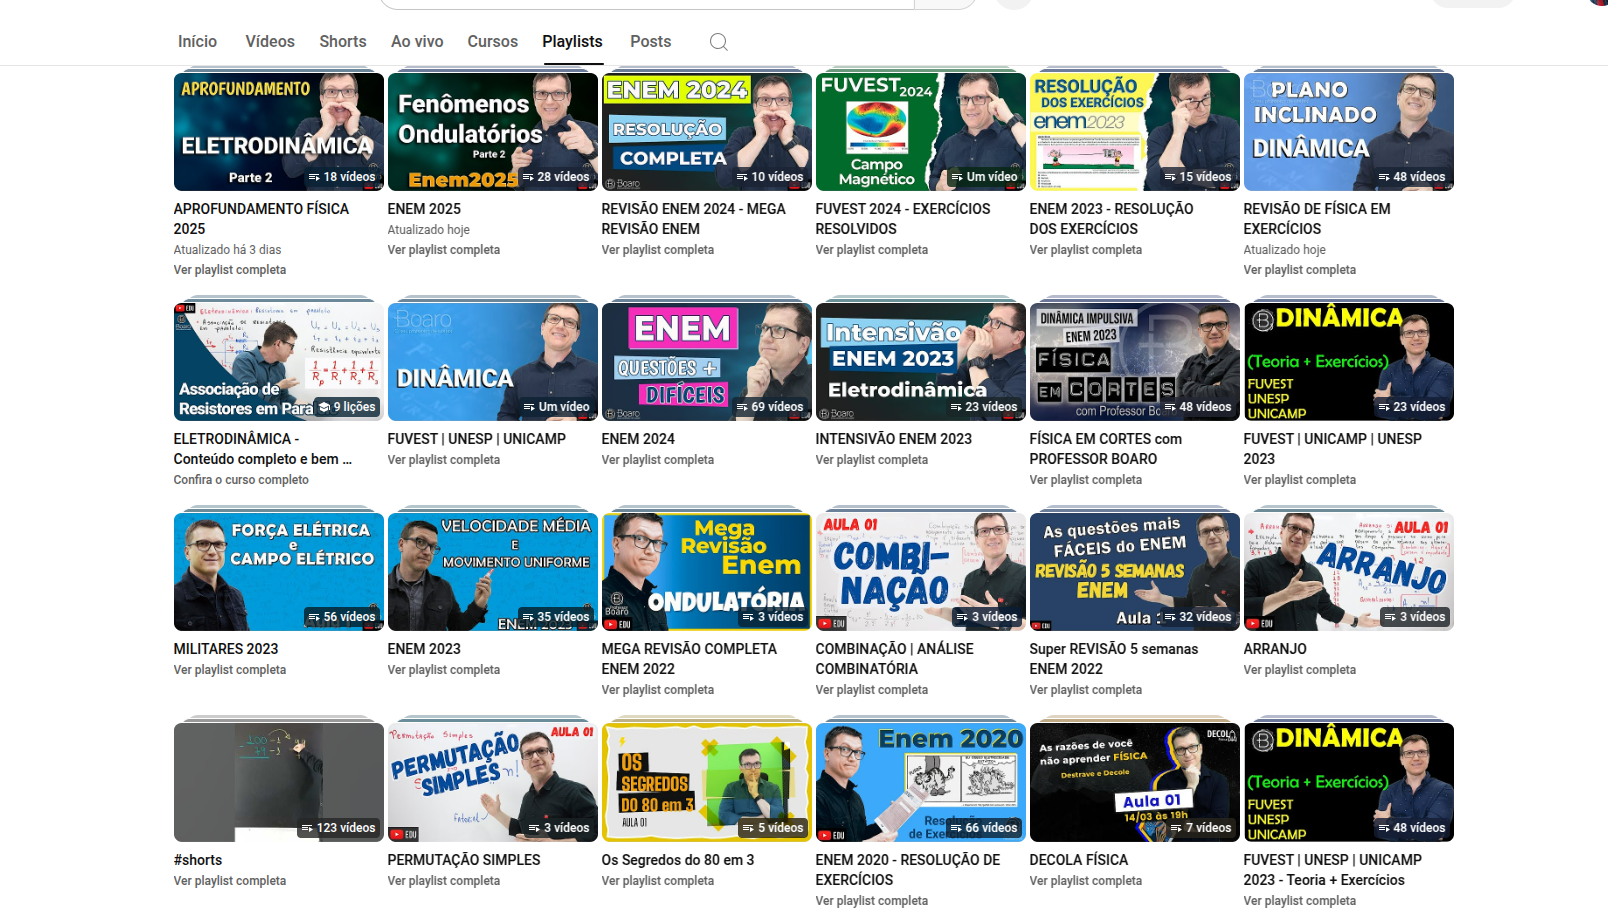 Início Vídeos Shorts Ao vivo Cursos Playlists Posts
APROFUNDAMENTO
ELETRODINÂMICA
Parte 2
18 vídeos
Fenômenos
Ondulatórios
Parte 2
Enem2025
28 vídeos
ENEM 2024
RESOLUÇÃO
COMPLETA
Boaro
10 vídeos
FUVEST 2024
Campo
Magnético
Um vídeo
RESOLUÇÃO
DOS EXERCÍCIOS
enem2023
15 vídeos
PLANO
INCLINADO
DINÂMICA
48 vídeos
APROFUNDAMENTO FÍSICA
2025
Atualizado há 3 dias
Ver playlist completa
ENEM 2025
Atualizado hoje
Ver playlist completa
REVISÃO ENEM 2024 - MEGA
REVISÃO ENEM
Ver playlist completa
FUVEST 2024 - EXERCÍCIOS
RESOLVIDOS
Ver playlist completa
ENEM 2023 - RESOLUÇÃO
DOS EXERCÍCIOS
Ver playlist completa
REVISÃO DE FÍSICA EM
EXERCÍCIOS
Atualizado hoje
Ver playlist completa
EDU
Associação de
Resistores em Para
9 lições
Boaro
DINÂMICA
Um vídeo
ENEM
QUESTÕES +
DIFÍCEIS
Boaro
69 vídeos
Intensivão
ENEM 2023
Eletrodinâmica
Boaro
23 vídeos
DINÂMICA IMPULSIVA
ENEM 2023
FÍSICA
EM CORTES
com Professor Bo
48 vídeos
DINÂMICA
(Teoria + Exercícios)
FUVEST
UNESP
UNICAMP
23 vídeos
ELETRODINÂMICA -
Conteúdo completo e bem ...
Confira o curso completo
FUVEST | UNESP | UNICAMP
Ver playlist completa
ENEM 2024
Ver playlist completa
INTENSIVÃO ENEM 2023
Ver playlist completa
FÍSICA EM CORTES com
PROFESSOR BOARO
Ver playlist completa
FUVEST | UNICAMP | UNESP
2023
Ver playlist completa
FORÇA ELÉTRICA
e
CAMPO ELÉTRICO
56 vídeos
VELOCIDADE MÉDIA
E
MOVIMENTO UNIFORME
35 vídeos
Mega
Revisão
Enem
ONDULATÓRIA
Boaro
EDU
3 vídeos
AULA 01
COMBI-
NAÇÃO
EDU
3 vídeos
As questões mais
FÁCEIS do ENEM
REVISÃO 5 SEMANAS
ENEM
Aula
EDU
32 vídeos
AULA 01
ARRANJO
EDU
3 vídeos
MILITARES 2023
Ver playlist completa
ENEM 2023
Ver playlist completa
MEGA REVISÃO COMPLETA
ENEM 2022
Ver playlist completa
COMBINAÇÃO | ANÁLISE
COMBINATÓRIA
Ver playlist completa
Super REVISÃO 5 semanas
ENEM 2022
Ver playlist completa
ARRANJO
Ver playlist completa
123 vídeos
Permutação Simples
AULA 01
PERMUTAÇÃO
SIMPLES
EDU
3 vídeos
OS
SEGREDOS
DO 80 em 3
AULA 01
5 vídeos
Enem 2020
de Exer
EDU
66 vídeos
As razões de você
não aprender FÍSICA
Destrave e Decole
DECOLA
Aula 01
14/03 às 19h
7 vídeos
DINÂMICA
(Teoria + Exercícios)
FUVEST
UNESP
UNICAMP
48 vídeos
#shorts
Ver playlist completa
PERMUTAÇÃO SIMPLES
Ver playlist completa
Os Segredos do 80 em 3
Ver playlist completa
ENEM 2020 - RESOLUÇÃO DE
EXERCÍCIOS
Ver playlist completa
DECOLA FÍSICA
Ver playlist completa
FUVEST | UNESP | UNICAMP
2023 - Teoria + Exercícios
Ver playlist completa